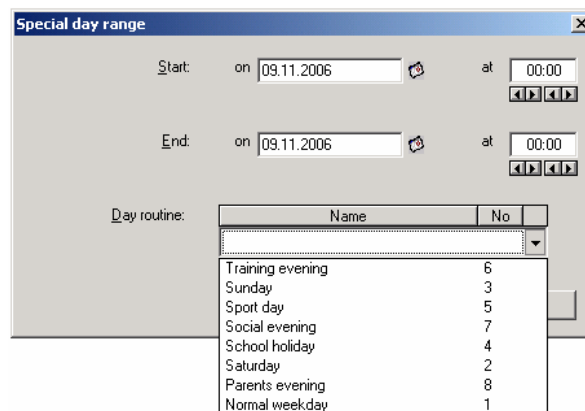 Special day range
Start: on 09.11.2006 at 00:00
End: on 09.11.2006 at 00:00
Day routine: Name No
Training evening 6
Sunday 3
Sport day 5
Social evening 7
School holiday 4
Saturday 2
Parents evening 8
Normal weekday 1